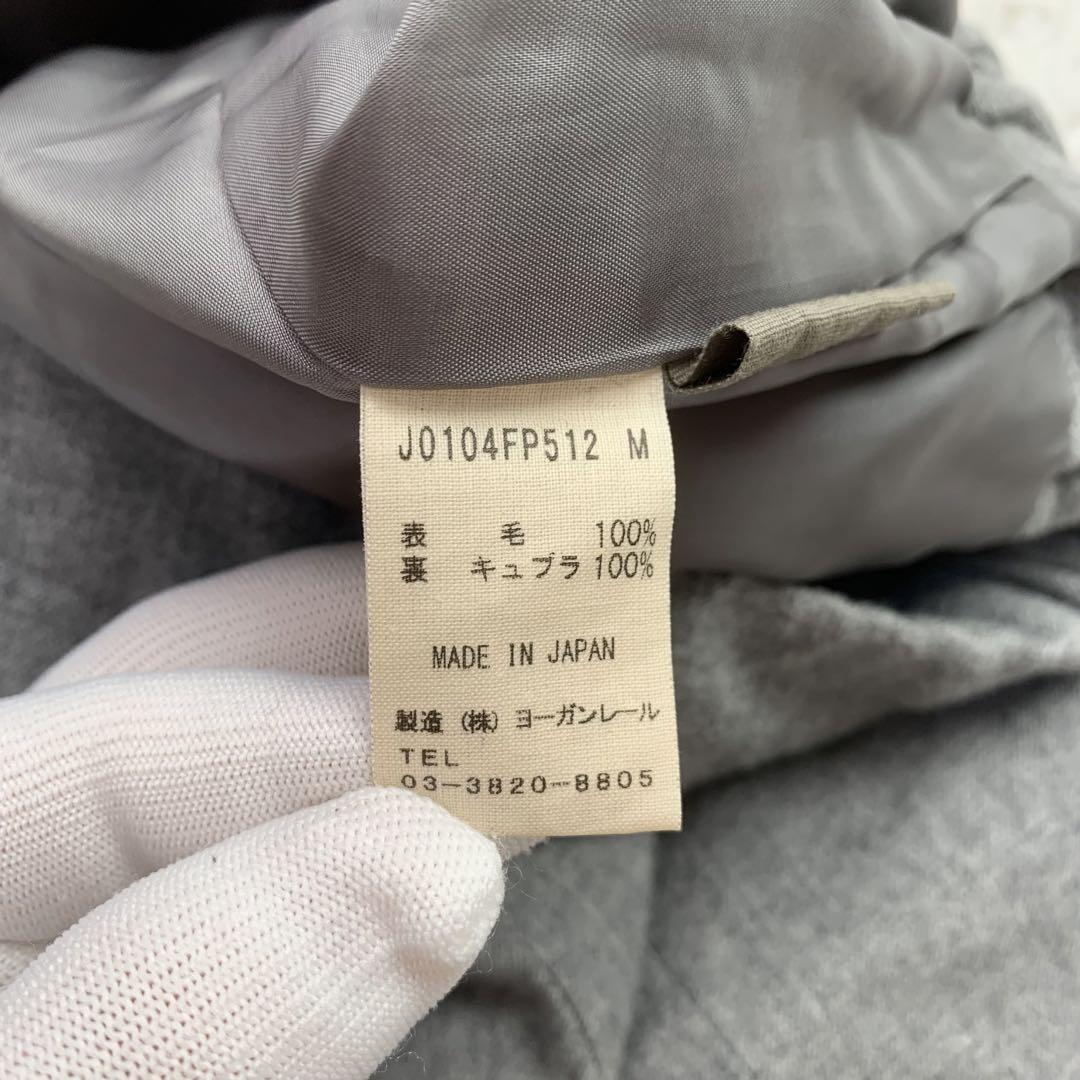 J0104FP512 M
表 毛 100%
裏 キュプラ 100%
MADE IN JAPAN
製造 (株) ヨーガンレール
TEL
03-3820-8805